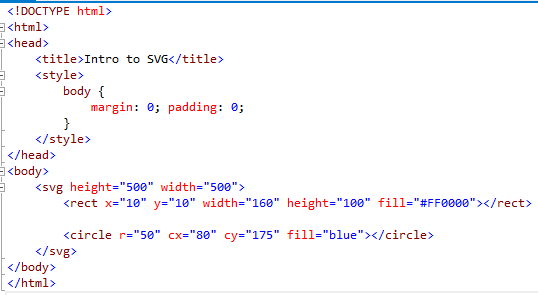 <!DOCTYPE html>
<html>
<head>
    <title>Intro to SVG</title>
    <style>
        body {
            margin: 0; padding: 0;
        }
    </style>
</head>
<body>
    <svg height="500" width="500">
        <rect x="10" y="10" width="160" height="100" fill="#FF0000"></rect>

        <circle r="50" cx="80" cy="175" fill="blue"></circle>
    </svg>
</body>
</html>